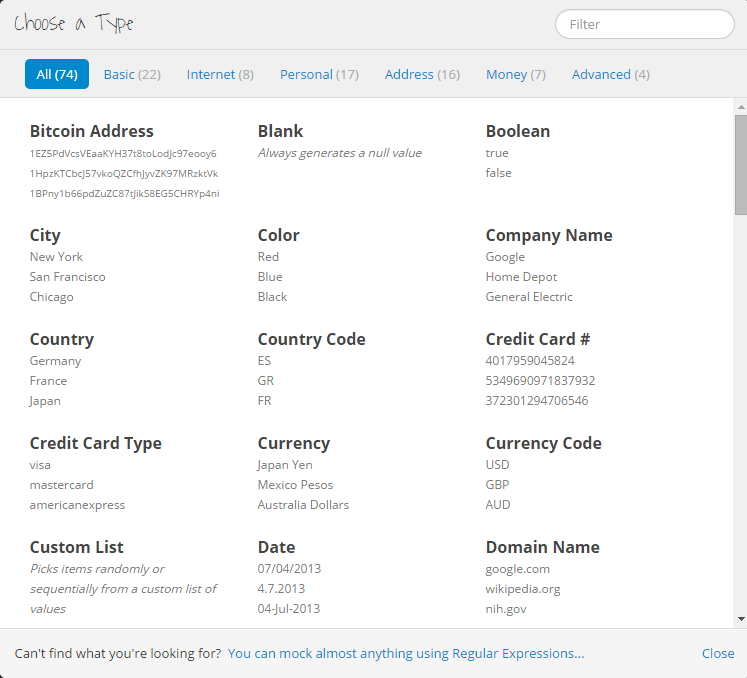 Choose a Type
Filter
All (74) Basic (22) Internet (8) Personal (17) Address (16) Money (7) Advanced (4)
Bitcoin Address
1EZ5PdVcsVEaaKYH37t8toLodJc97eooy6
1HpzKTCbcJ57vkoQZCfhJyvZK97MRzktVk
1BPny1b66pdZuZC87tJikS8EG5CHRYp4ni
Blank
Always generates a null value
Boolean
true
false
City
New York
San Francisco
Chicago
Color
Red
Blue
Black
Company Name
Google
Home Depot
General Electric
Country
Germany
France
Japan
Country Code
ES
GR
FR
Credit Card #
4017959045824
5349690971837932
372301294706546
Credit Card Type
visa
mastercard
americanexpress
Currency
Japan Yen
Mexico Pesos
Australia Dollars
Currency Code
USD
GBP
AUD
Custom List
Picks items randomly or
sequentially from a custom list of
values
Date
07/04/2013
4.7.2013
04-Jul-2013
Domain Name
google.com
wikipedia.org
nih.gov
Can't find what you're looking for? You can mock almost anything using Regular Expressions...
Close